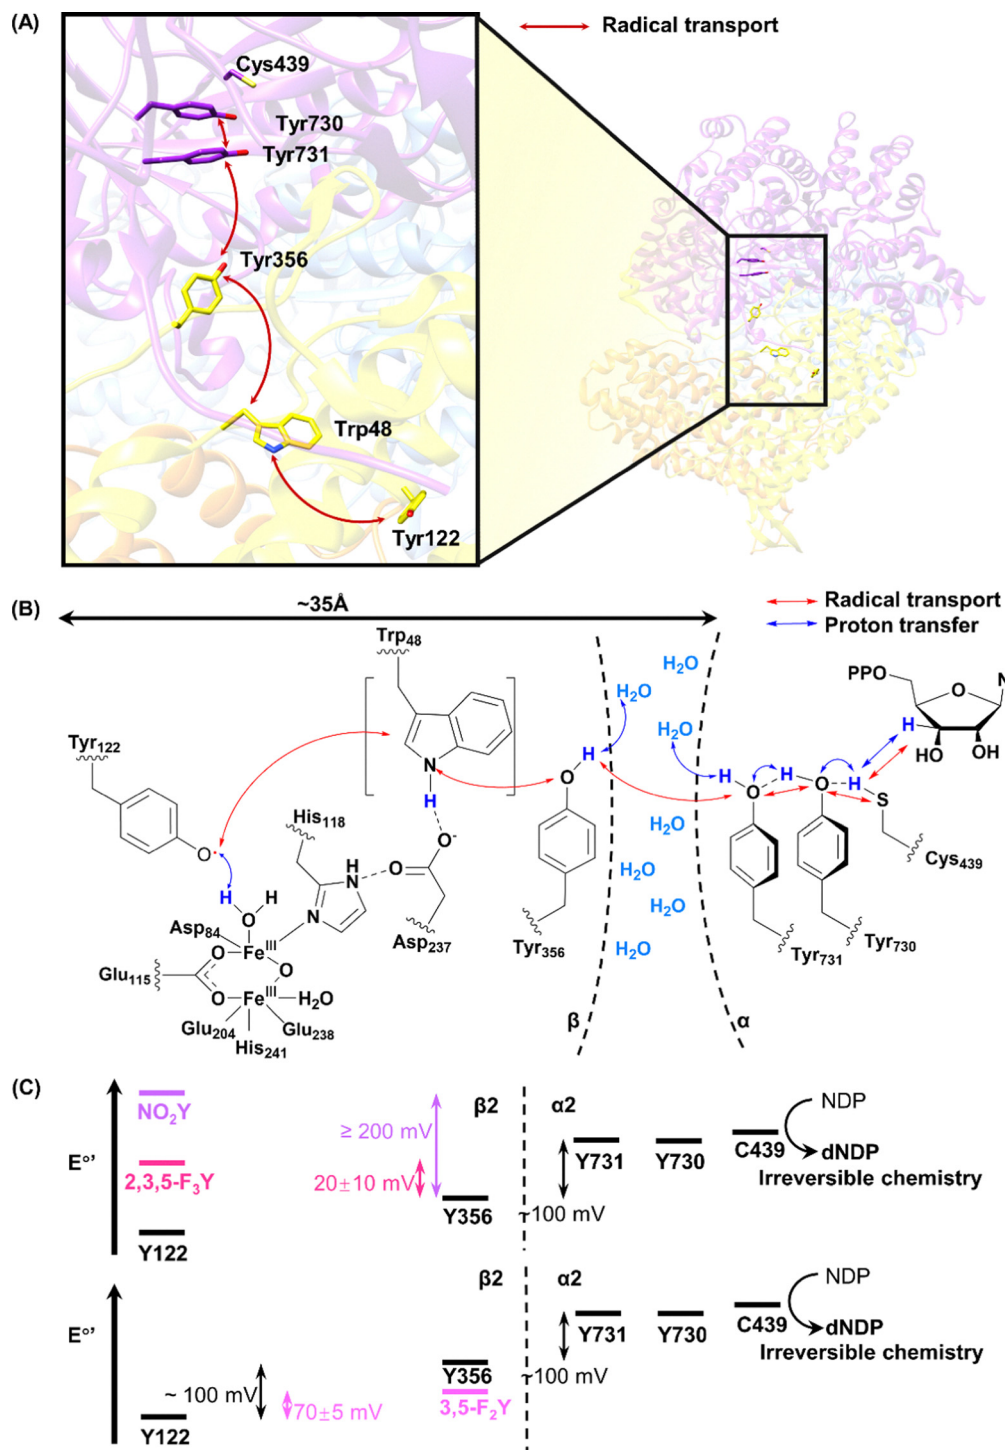 (A)
Radical transport
Cys439
Tyr730
Tyr731
Tyr356
Trp48
Tyr122
(B)
~35Å
Radical transport
Proton transfer
Trp48
Tyr122
N
H
O
H
H
O
His118
H
N
N
O
O-
Asp237
Asp84
Glu115
O
O
FeIII
O
FeIII
H2O
Glu204
His241
Glu238
H
O
Tyr356
H2O
H2O
H2O
H2O
H2O
H2O
H2O
β
α
H
O
H
O
H
S
Tyr731
Tyr730
Cys439
PPO
O
N
H
HO
OH
(C)
E°’
NO2Y
2,3,5-F3Y
Y122
≥ 200 mV
20±10 mV
β2
α2
Y356
~100 mV
Y731
Y730
C439
NDP
dNDP
Irreversible chemistry
E°’
Y122
~ 100 mV
70±5 mV
β2
α2
Y356
3,5-F2Y
~100 mV
Y731
Y730
C439
NDP
dNDP
Irreversible chemistry